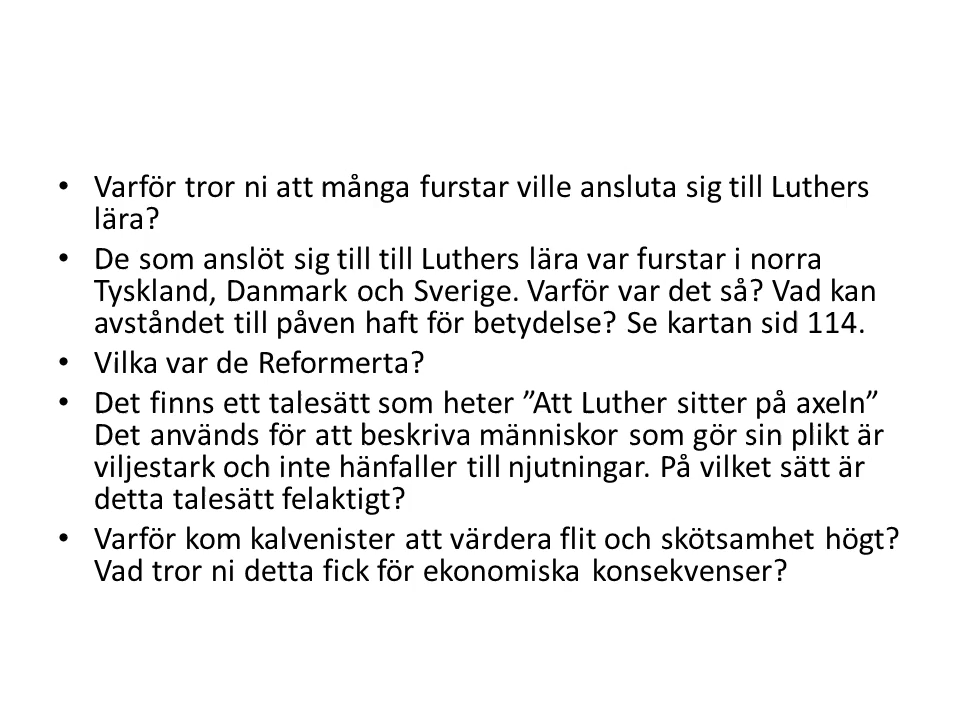 • Varför tror ni att många furstar ville ansluta sig till Luthers
lära?
• De som anslöt sig till till Luthers lära var furstar i norra
Tyskland, Danmark och Sverige. Varför var det så? Vad kan
avståndet till påven haft för betydelse? Se kartan sid 114.
• Vilka var de Reformerta?
• Det finns ett talesätt som heter ”Att Luther sitter på axeln”
Det används för att beskriva människor som gör sin plikt är
viljestark och inte hänfaller till njutningar. På vilket sätt är
detta talesätt felaktigt?
• Varför kom kalvenister att värdera flit och skötsamhet högt?
Vad tror ni detta fick för ekonomiska konsekvenser?